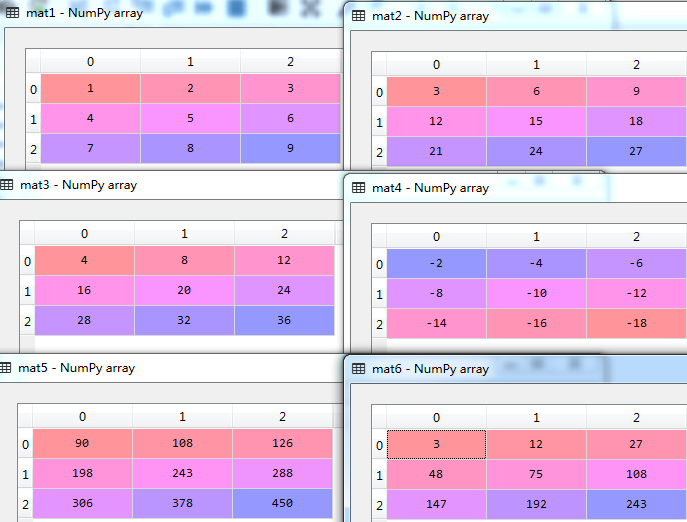 mat1 - NumPy array
0 1 2
0 1 2 3
1 4 5 6
2 7 8 9
mat2 - NumPy array
0 1 2
0 3 6 9
1 12 15 18
2 21 24 27
mat3 - NumPy array
0 1 2
0 4 8 12
1 16 20 24
2 28 32 36
mat4 - NumPy array
0 1 2
0 -2 -4 -6
1 -8 -10 -12
2 -14 -16 -18
mat5 - NumPy array
0 1 2
0 90 108 126
1 198 243 288
2 306 378 450
mat6 - NumPy array
0 1 2
0 3 12 27
1 48 75 108
2 147 192 243